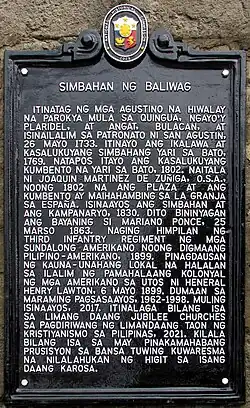 SIMBAHAN NG BALIWAG
ITINATAG NG MGA AGUSTINO NA HIWALAY
NA PAROKYA MULA SA QUINGUA, NGAYO'Y
PLARIDEL, AT ANGAT, BULACAN, AT
ISINAILALIM SA PATRONATO NI SAN AGUSTIN,
26 MAYO 1733. ITINAYO ANG IKALAWA AT
KASALUKUYANG SIMBAHANG YARI SA BATO,
1769. NATAPOS ITAYO ANG KASALUKUYANG
KUMBENTO NA YARI SA BATO, 1802. NAITALA
NI JOAQUIN MARTINEZ DE ZUÑIGA, O.S.A.,
NOONG 1802 NA ANG PLAZA AT ANG
KUMBENTO AY MAIHAHAMBING SA LA GRANJA
SA ESPAÑA. ISINAAYOS ANG SIMBAHAN AT
ANG KAMPANARYO, 1830. DITO BININYAGAN
ANG BAYANING SI MARIANO PONCE, 23
MARSO 1863. NAGING HIMPILAN NG
THIRD INFANTRY REGIMENT NG MGA
SUNDALONG AMERIKANO NOONG DIGMAANG
PILIPINO-AMERIKANO, 1899. PINAGDAUSAN
NG KAUNA-UNAHANG LOKAL NA HALALAN
SA ILALIM NG PAMAHALAANG KOLONYAL
NG MGA AMERIKANO SA UTOS NI HENERAL
HENRY LAWTON, 6 MAYO 1899. DUMAAN SA
MARAMING PAGSASAAYOS, 1962-1998. MULING
ISINAAYOS, 2017. ITINALAGA BILANG ISA
SA LIMANG DAANG JUBILEE CHURCHES
SA PAGDIRIWANG NG LIMANDAANG TAON NG
KRISTIYANISMO SA PILIPINAS, 2021. KILALA
BILANG ISA SA MAY PINAKAMAHABANG
PRUSISYON SA BANSA TUWING KUWARESMA
NA NILALAHUKAN NG HIGIT SA ISANG
DAANG KAROSA.